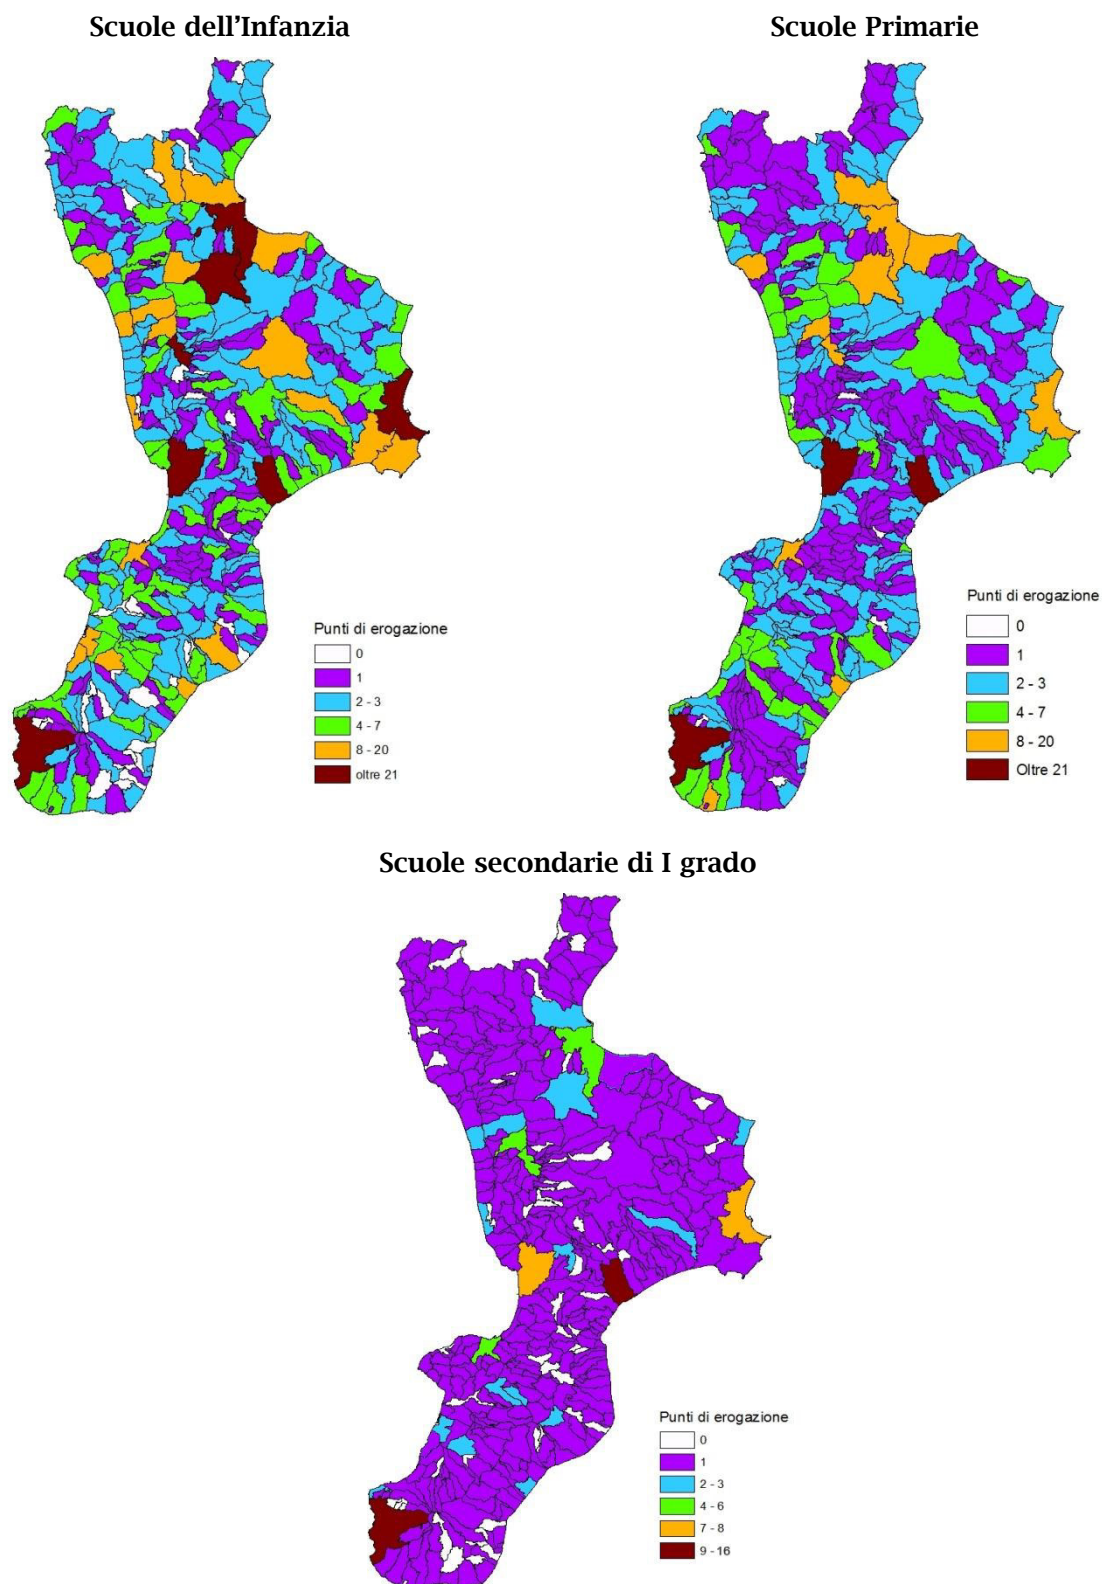 Scuole dell'Infanzia
Scuole Primarie
Punti di erogazione
0
1
2 - 3
4 - 7
8 - 20
oltre 21
Punti di erogazione
0
1
2 - 3
4 - 7
8 - 20
Oltre 21
Scuole secondarie di I grado
Punti di erogazione
0
1
2 - 3
4 - 6
7 - 8
9 - 16